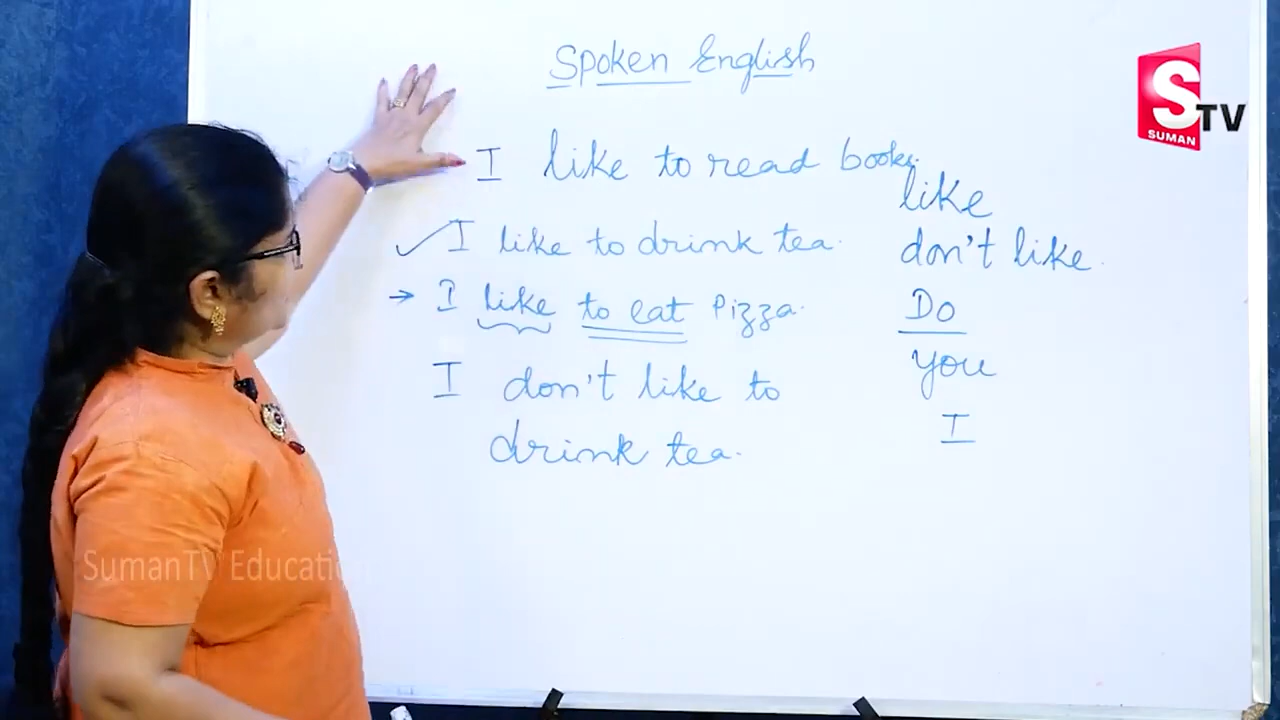 Spoken English
I like to read books.
I like to drink tea.
I like to eat Pizza.
I don't like to
drink tea.
like
don't like.
Do
you
I
S TV
SUMAN
SumanTV Education